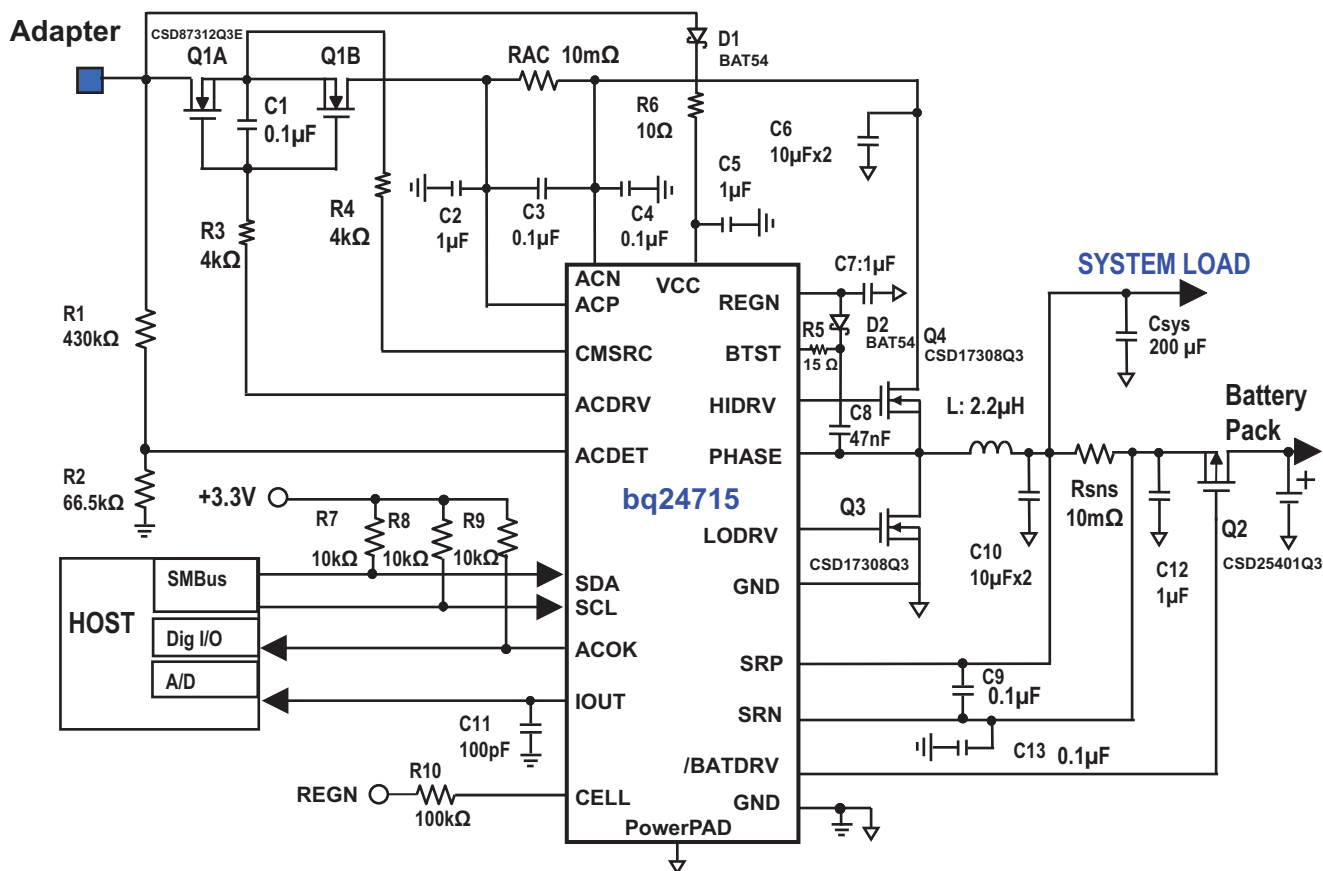 Adapter
CSD87312Q3E
Q1A
Q1B
RAC 10mΩ
D1
BAT54
C1
0.1µF
R6
10Ω
C6
10µFx2
C5
1µF
R3
4kΩ
R4
4kΩ
C2
1µF
C3
0.1µF
C4
0.1µF
R1
430kΩ
R2
66.5kΩ
ACN
ACP
CMSRC
ACDRV
ACDET
SDA
SCL
ACOK
IOUT
CELL
VCC
REGN
BTST
HIDRV
PHASE
LODRV
GND
SRP
SRN
/BATDRV
GND
PowerPAD
bq24715
C7:1µF
R5
15 Ω
D2
BAT54
C8
47nF
Q4
CSD17308Q3
L: 2.2µH
SYSTEM LOAD
Csys
200 µF
Battery
Pack
+
Rsns
10mΩ
Q2
CSD25401Q3
Q3
CSD17308Q3
C10
10µFx2
C12
1µF
C9
0.1µF
C13 0.1µF
+3.3V
R7
10kΩ
R8
10kΩ
R9
10kΩ
HOST
SMBus
Dig I/O
A/D
C11
100pF
REGN
R10
100kΩ